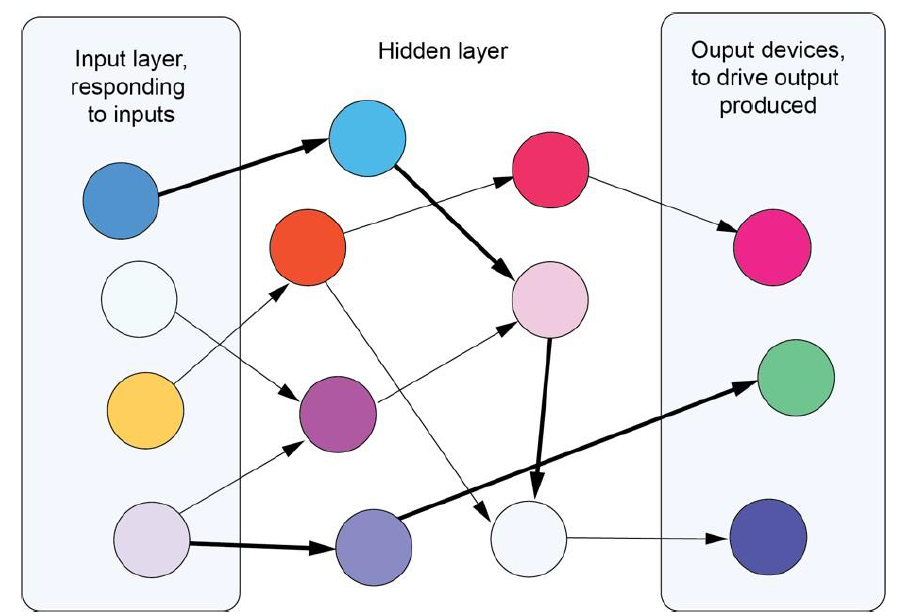 Input layer,
responding
to inputs
Hidden layer
Ouput devices,
to drive output
produced